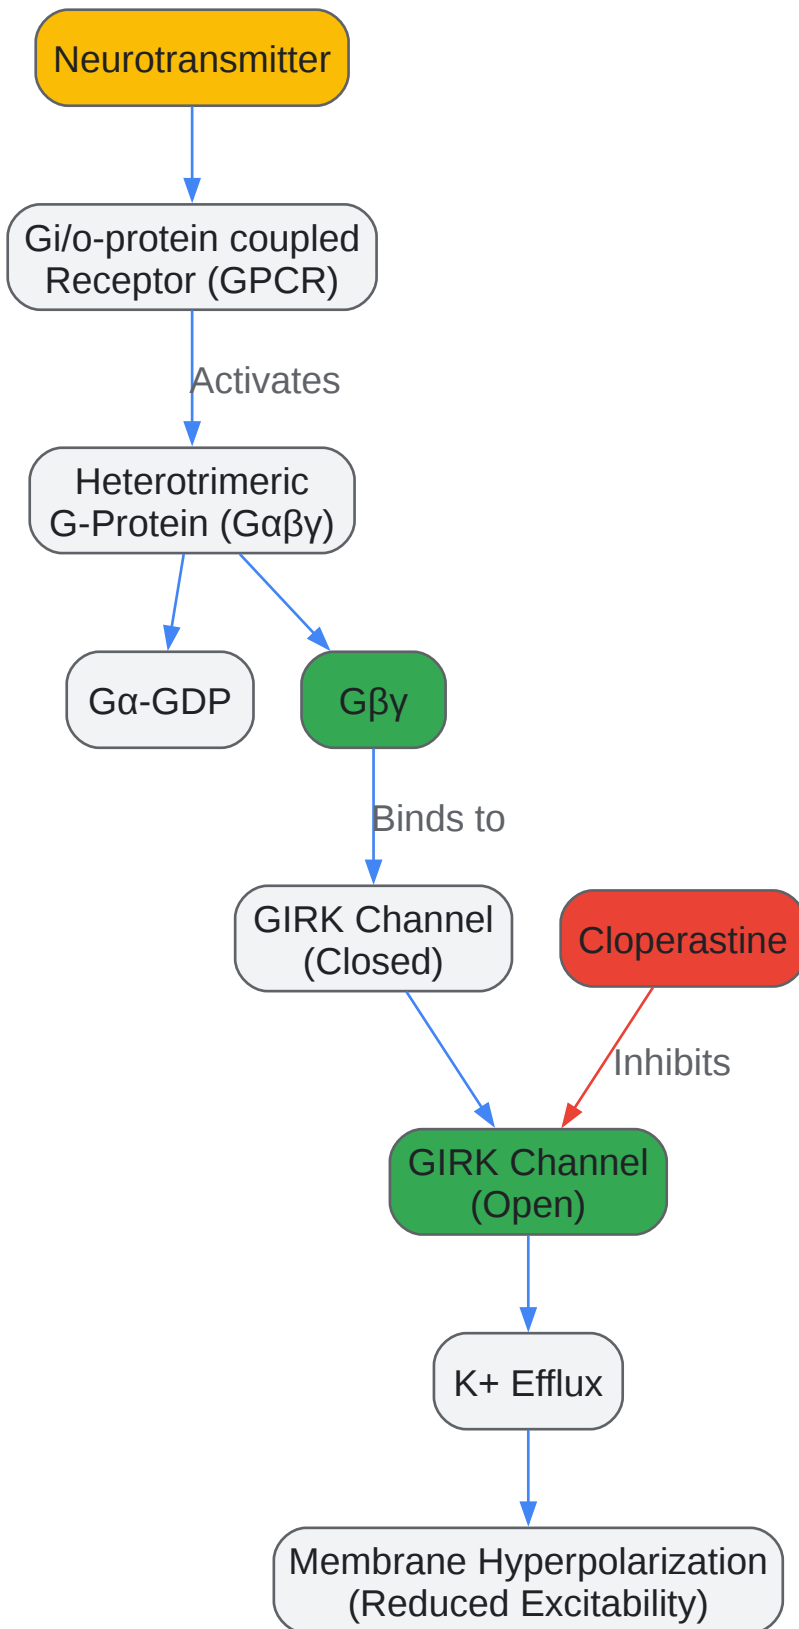 Neurotransmitter
Gi/o-protein coupled
Receptor (GPCR)
Activates
Heterotrimeric
G-Protein (Gαβγ)
Gα-GDP
Gβγ
Binds to
GIRK Channel
(Closed)
Cloperastine
Inhibits
GIRK Channel
(Open)
K+ Efflux
Membrane Hyperpolarization
(Reduced Excitability)